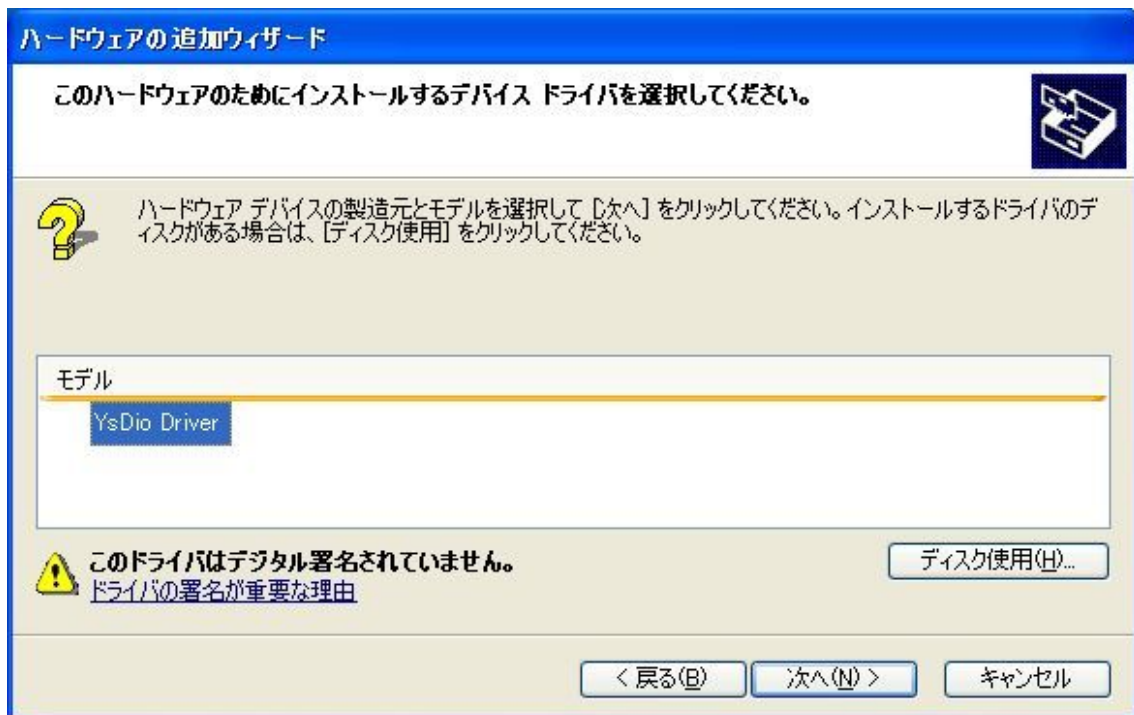 ハードウェアの追加ウィザード
このハードウェアのためにインストールするデバイス ドライバを選択してください。
ハードウェア デバイスの製造元とモデルを選択して [次へ] をクリックしてください。インストールするドライバのデ
ィスクがある場合は、[ディスク使用] をクリックしてください。
モデル
YsDio Driver
このドライバはデジタル署名されていません。
ディスク使用(H)...
ドライバの署名が重要な理由
< 戻る(B)
次へ(N) >
キャンセル